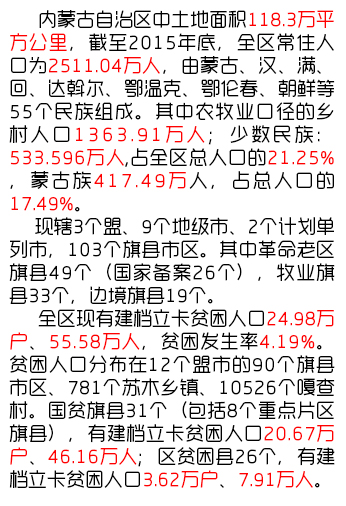 内蒙古自治区中土地面积118.3万平
方公里，截至2015年底，全区常住人
口为2511.04万人，由蒙古、汉、满、
回、达斡尔、鄂温克、鄂伦春、朝鲜等
55个民族组成。其中农牧业口径的乡
村人口1363.91万人；少数民族：
533.596万人,占全区总人口的21.25%
，蒙古族417.49万人，占总人口的
17.49%。
现辖3个盟、9个地级市、2个计划单
列市，103个旗县市区。其中革命老区
旗县49个（国家备案26个），牧业旗
县33个，边境旗县19个。
全区现有建档立卡贫困人口24.98万
户、55.58万人，贫困发生率4.19%。
贫困人口分布在12个盟市的90个旗县
市区、781个苏木乡镇、10526个嘎查
村。国贫旗县31个（包括8个重点片区
旗县），有建档立卡贫困人口20.67万
户、46.16万人；区贫困县26个，有建
档立卡贫困人口3.62万户、7.91万人。